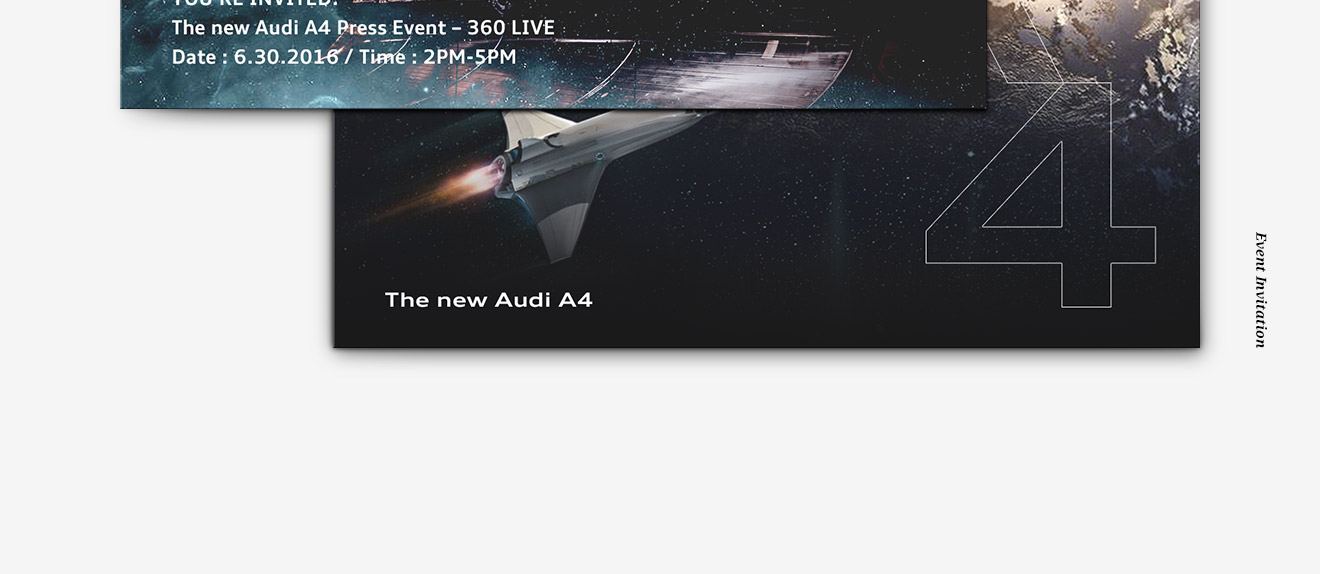 YOU'RE INVITED:
The new Audi A4 Press Event – 360 LIVE
Date : 6.30.2016 / Time : 2PM-5PM
4
The new Audi A4
Event Invitation